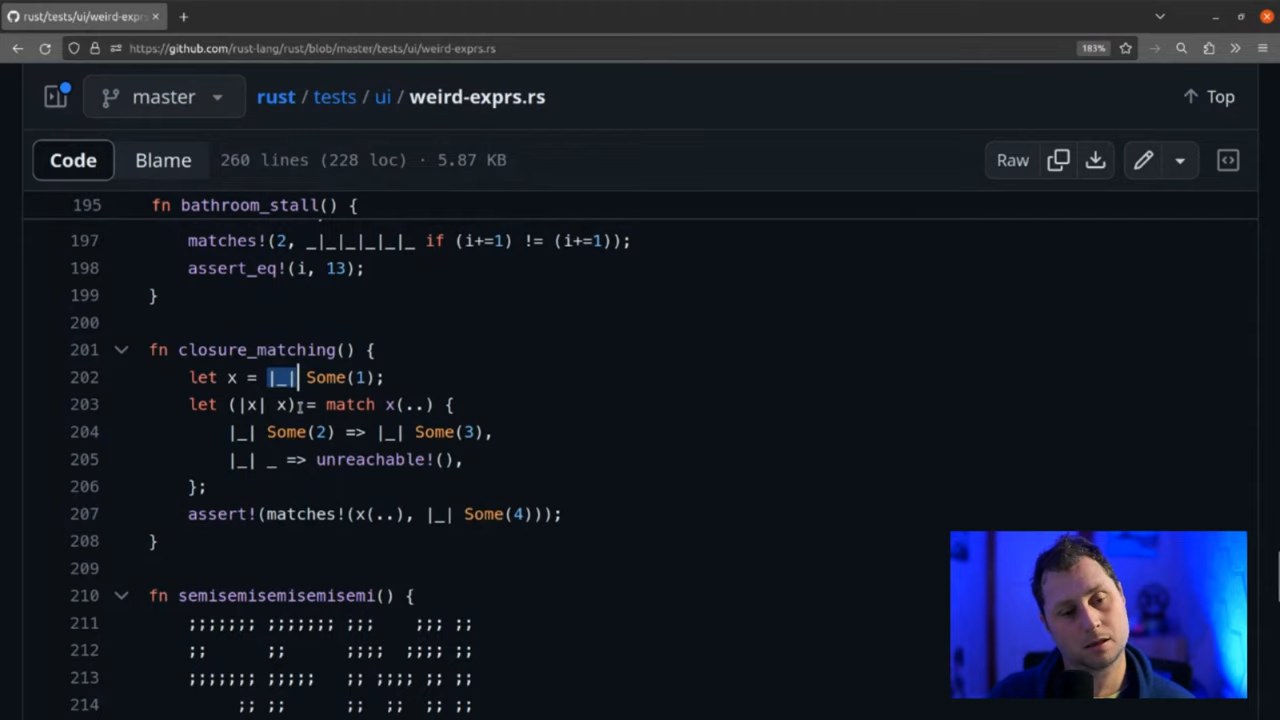 rust/tests/ui/weird-exprs
https://github.com/rust-lang/rust/blob/master/tests/ui/weird-exprs.rs
183%
master
rust / tests / ui / weird-exprs.rs
Top
Code
Blame
260 lines (228 loc) · 5.87 KB
Raw
195 fn bathroom_stall() {
197 matches!(2, _|_|_|_|_|_ if (i+=1) != (i+=1));
198 assert_eq!(i, 13);
199 }
200
201 fn closure_matching() {
202 let x = |_| Some(1);
203 let (|x| x) = match x(..) {
204 |_| Some(2) => |_| Some(3),
205 |_| _ => unreachable!(),
206 };
207 assert!(matches!(x(..), |_| Some(4)));
208 }
209
210 fn semisemisemisemisemi() {
211 ;;;;;;; ;;;;;;; ;;;    ;;; ;;
212 ;;      ;;      ;;;;  ;;;; ;;
213 ;;;;;;; ;;;;;   ;; ;;;; ;; ;;
214 ;; ;;      ;;  ;;  ;; ;;